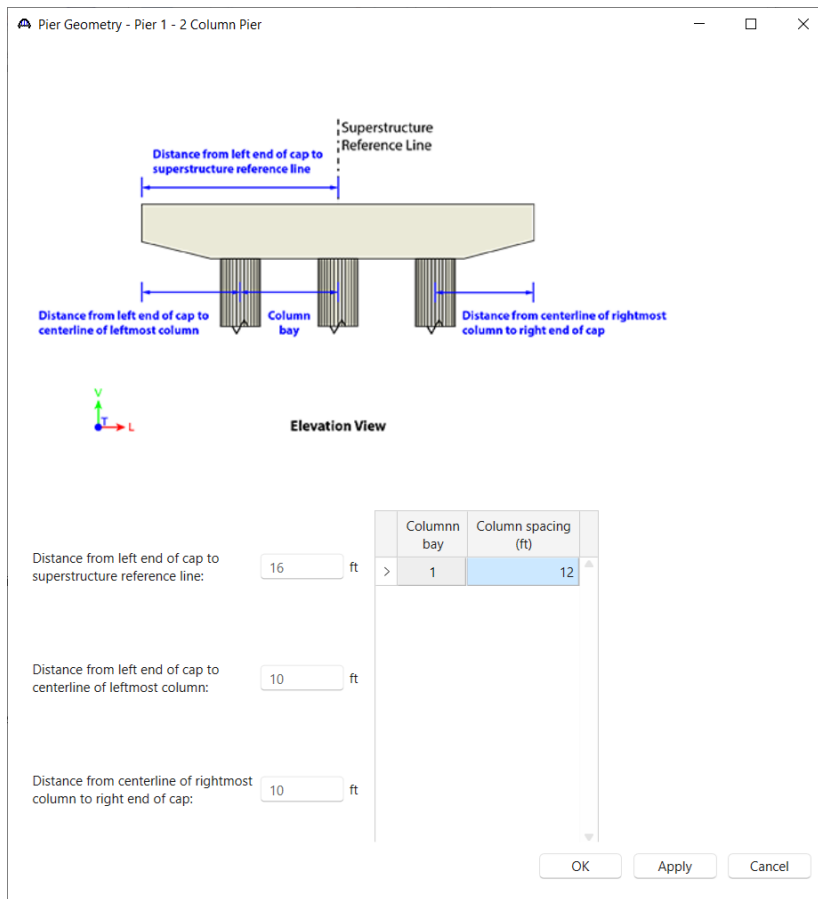 Pier Geometry - Pier 1 - 2 Column Pier
Superstructure
Reference Line
Distance from left end of cap to
superstructure reference line
Distance from left end of cap to
centerline of leftmost column
Column
bay
Distance from centerline of rightmost
column to right end of cap
V
T
L
Elevation View
Columnn
bay
Column spacing
(ft)
1
12
Distance from left end of cap to
superstructure reference line:
16 ft
Distance from left end of cap to
centerline of leftmost column:
10 ft
Distance from centerline of rightmost
column to right end of cap:
10 ft
OK
Apply
Cancel